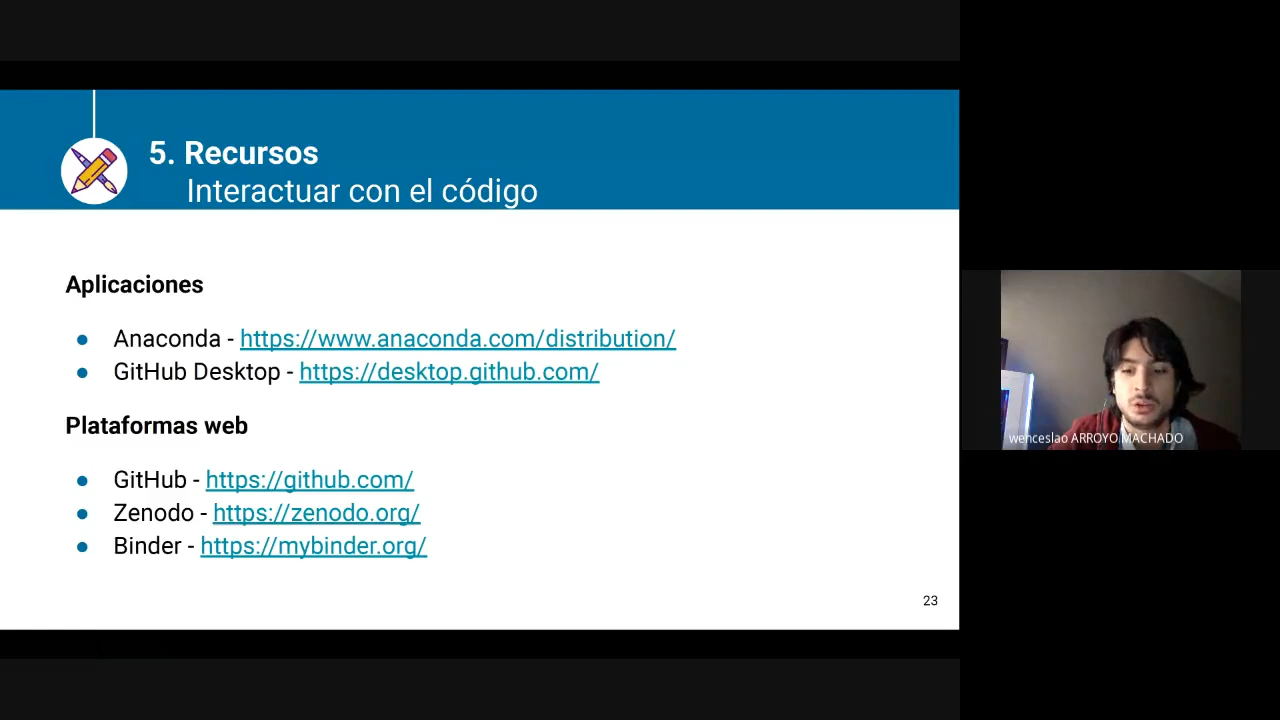 5. Recursos
Interactuar con el código
Aplicaciones
● Anaconda - https://www.anaconda.com/distribution/
● GitHub Desktop - https://desktop.github.com/
Plataformas web
● GitHub - https://github.com/
● Zenodo - https://zenodo.org/
● Binder - https://mybinder.org/
23
wenceslao ARROYO MACHADO